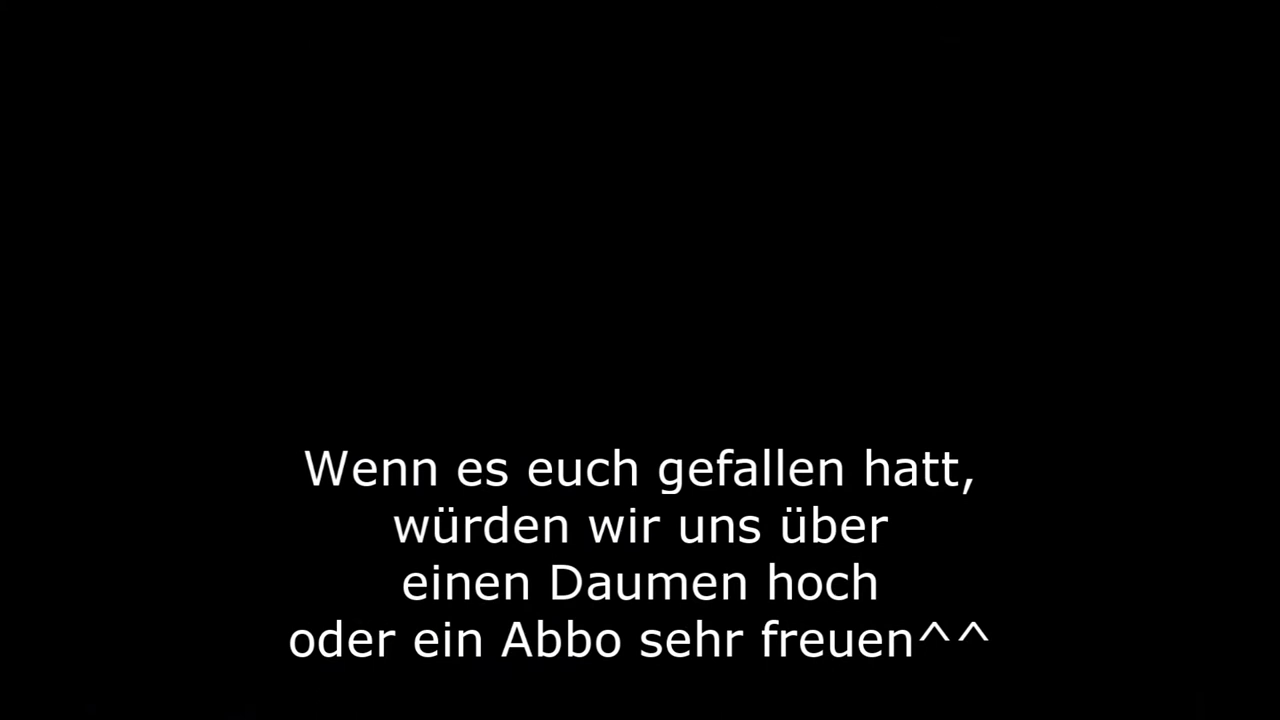 Wenn es euch gefallen hatt,
würden wir uns über
einen Daumen hoch
oder ein Abbo sehr freuen^^